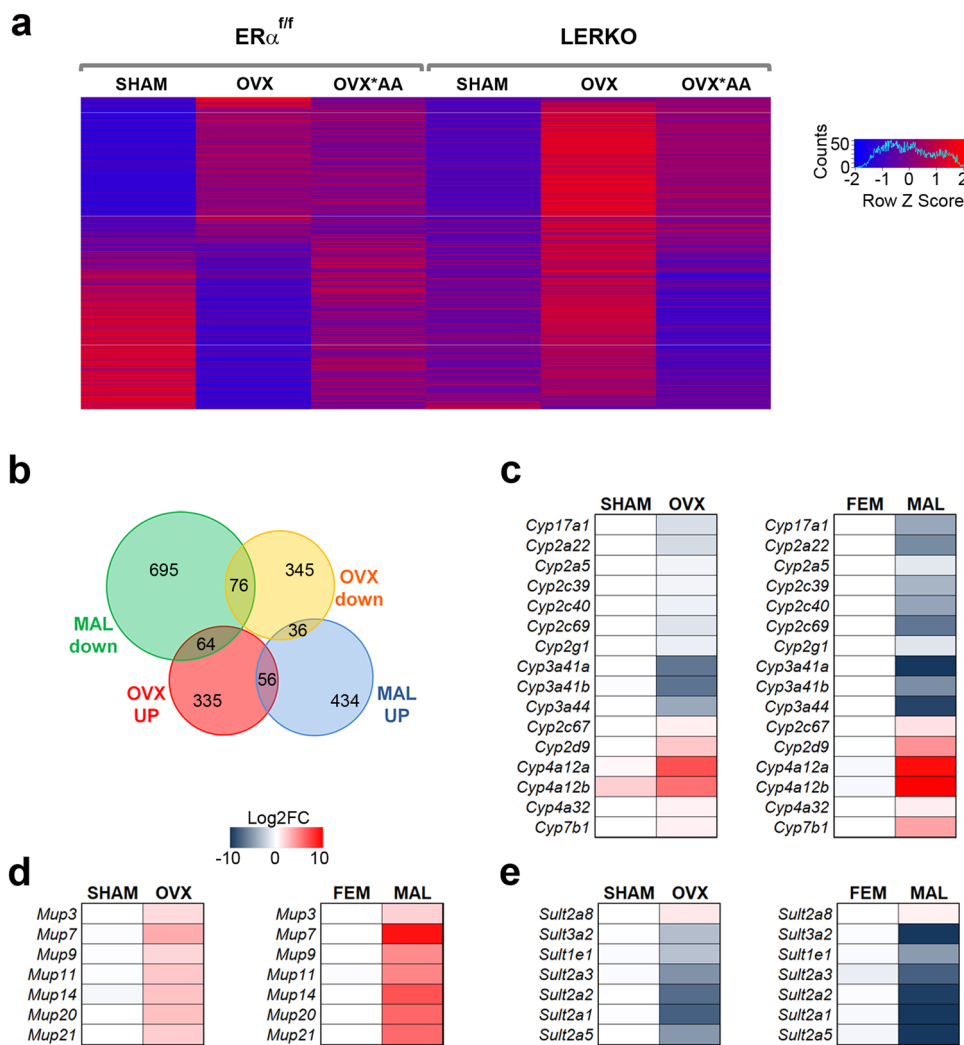 a
ERα f/f LERKO
SHAM OVX OVX*AA SHAM OVX OVX*AA
Counts
50
0
-2 -1 0 1 2
Row Z Score
b
695
76
345
OVX
down
MAL
down
64
36
OVX
UP
335
56
434
MAL
UP
Log2FC
-10 0 10
c
SHAM OVX FEM MAL
Cyp17a1 Cyp17a1
Cyp2a22 Cyp2a22
Cyp2a5 Cyp2a5
Cyp2c39 Cyp2c39
Cyp2c40 Cyp2c40
Cyp2c69 Cyp2c69
Cyp2g1 Cyp2g1
Cyp3a41a Cyp3a41a
Cyp3a41b Cyp3a41b
Cyp3a44 Cyp3a44
Cyp2c67 Cyp2c67
Cyp2d9 Cyp2d9
Cyp4a12a Cyp4a12a
Cyp4a12b Cyp4a12b
Cyp4a32 Cyp4a32
Cyp7b1 Cyp7b1
d
SHAM OVX FEM MAL
Mup3 Mup3
Mup7 Mup7
Mup9 Mup9
Mup11 Mup11
Mup14 Mup14
Mup20 Mup20
Mup21 Mup21
e
SHAM OVX FEM MAL
Sult2a8 Sult2a8
Sult3a2 Sult3a2
Sult1e1 Sult1e1
Sult2a3 Sult2a3
Sult2a2 Sult2a2
Sult2a1 Sult2a1
Sult2a5 Sult2a5